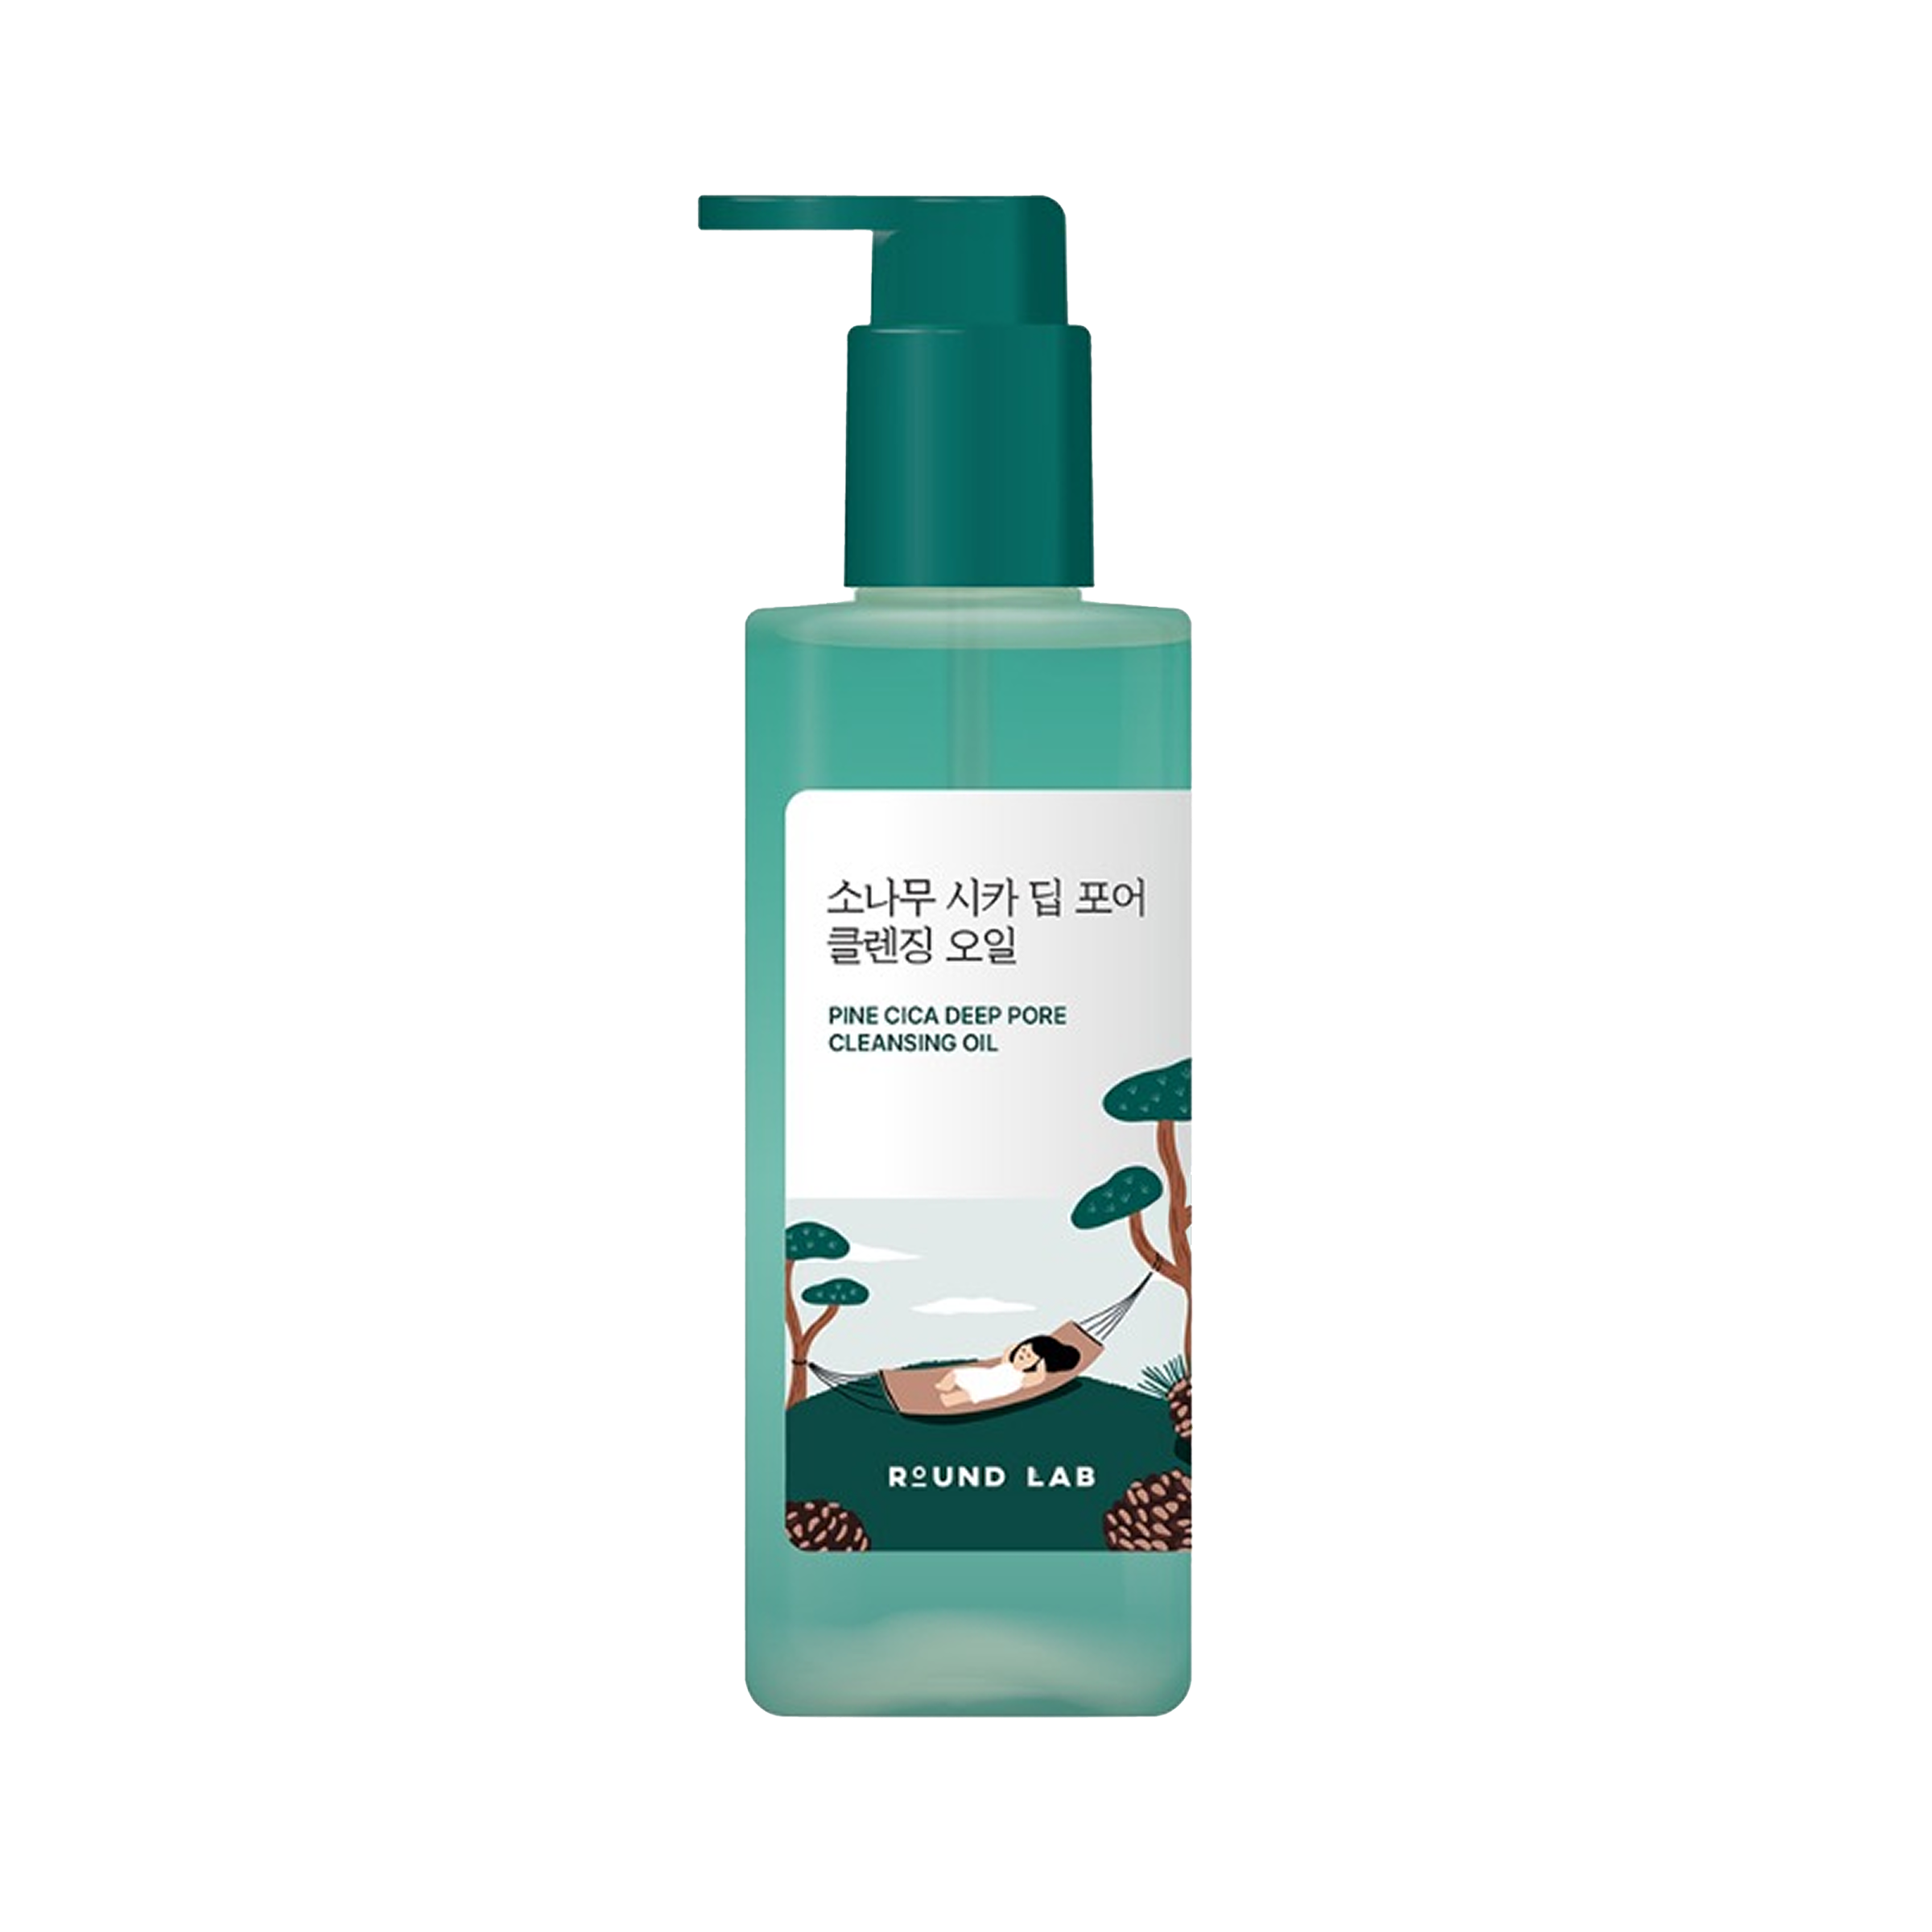 소나무 시카 딥 포어
클렌징 오일
PINE CICA DEEP PORE
CLEANSING OIL
ROUND LAB